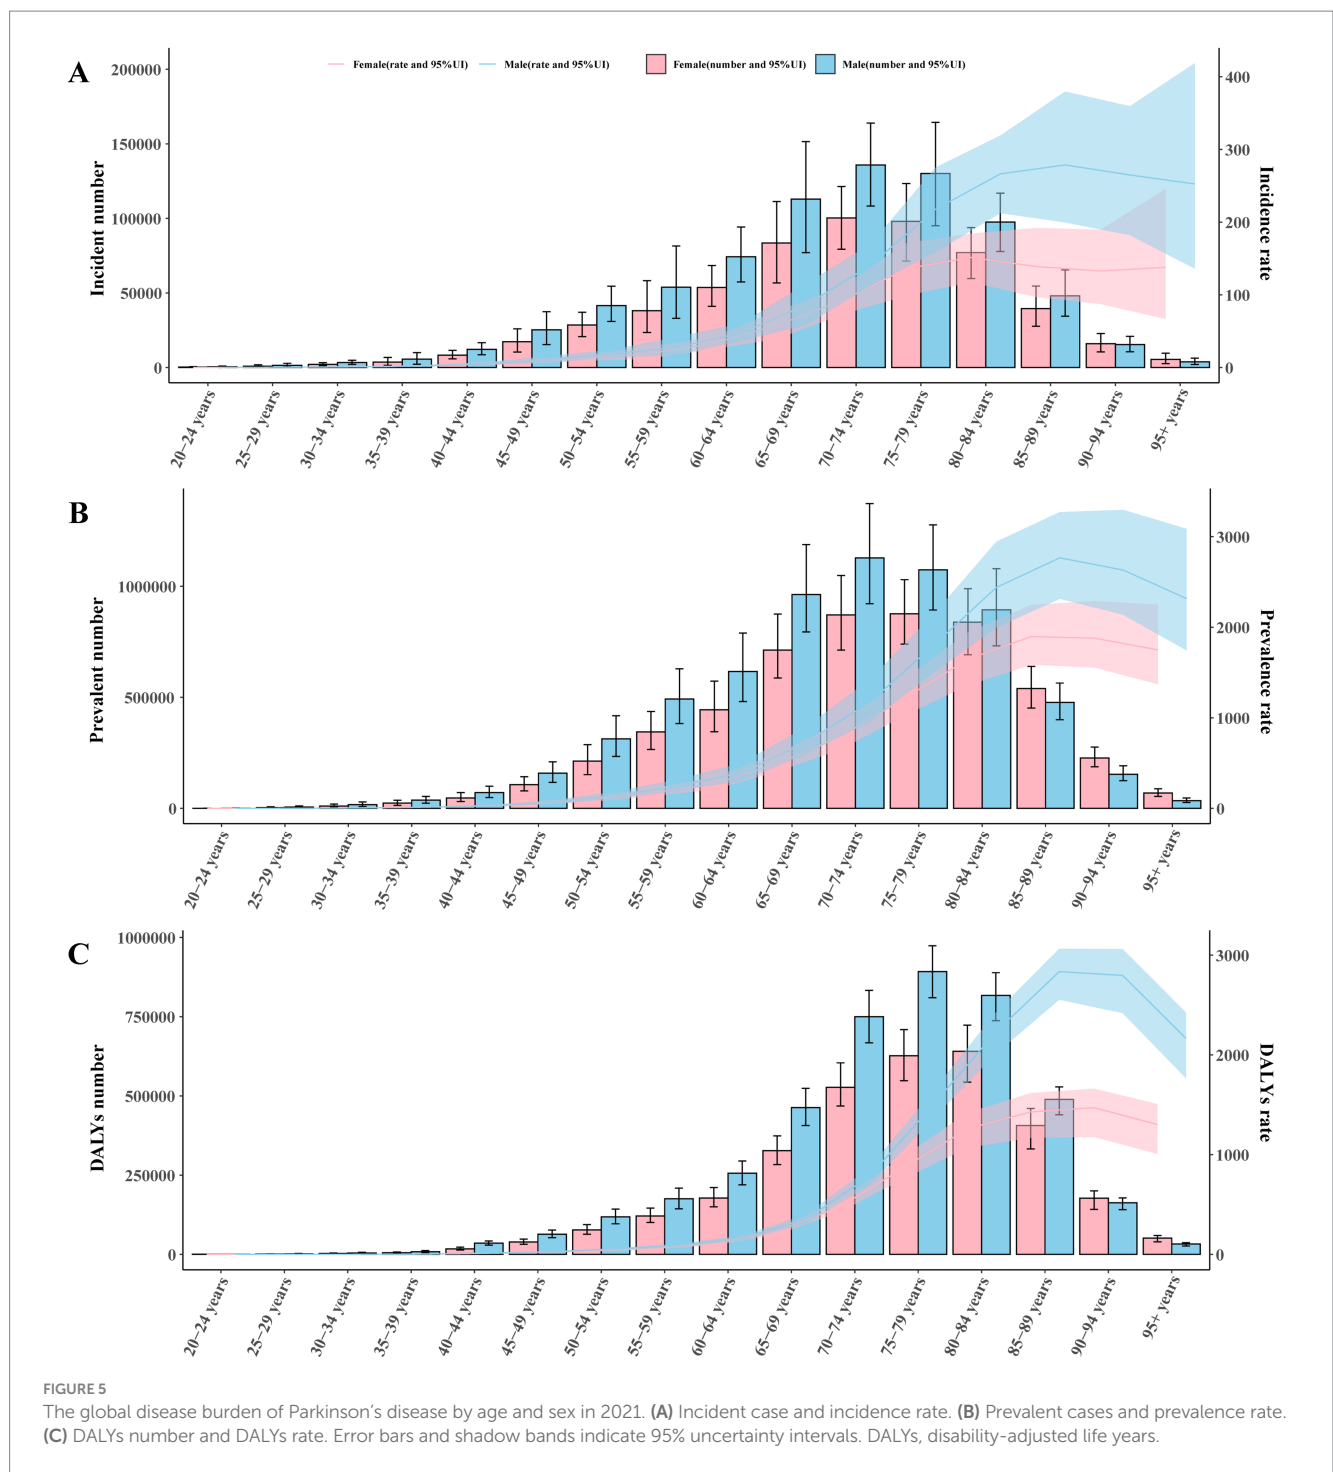 A
Female(rate and 95%UI) Male(rate and 95%UI) Female(number and 95%UI) Male(number and 95%UI)
Incident number
200000
150000
100000
50000
0
Incidence rate
400
300
200
100
0
20−24 years
25−29 years
30−34 years
35−39 years
40−44 years
45−49 years
50−54 years
55−59 years
60−64 years
65−69 years
70−74 years
75−79 years
80−84 years
85−89 years
90−94 years
95+ years
B
Prevalent number
1000000
500000
0
Prevalence rate
3000
2000
1000
0
20−24 years
25−29 years
30−34 years
35−39 years
40−44 years
45−49 years
50−54 years
55−59 years
60−64 years
65−69 years
70−74 years
75−79 years
80−84 years
85−89 years
90−94 years
95+ years
C
DALYs number
1000000
750000
500000
250000
0
DALYs rate
3000
2000
1000
0
20−24 years
25−29 years
30−34 years
35−39 years
40−44 years
45−49 years
50−54 years
55−59 years
60−64 years
65−69 years
70−74 years
75−79 years
80−84 years
85−89 years
90−94 years
95+ years
FIGURE 5
The global disease burden of Parkinson's disease by age and sex in 2021. (A) Incident case and incidence rate. (B) Prevalent cases and prevalence rate.
(C) DALYs number and DALYs rate. Error bars and shadow bands indicate 95% uncertainty intervals. DALYs, disability-adjusted life years.